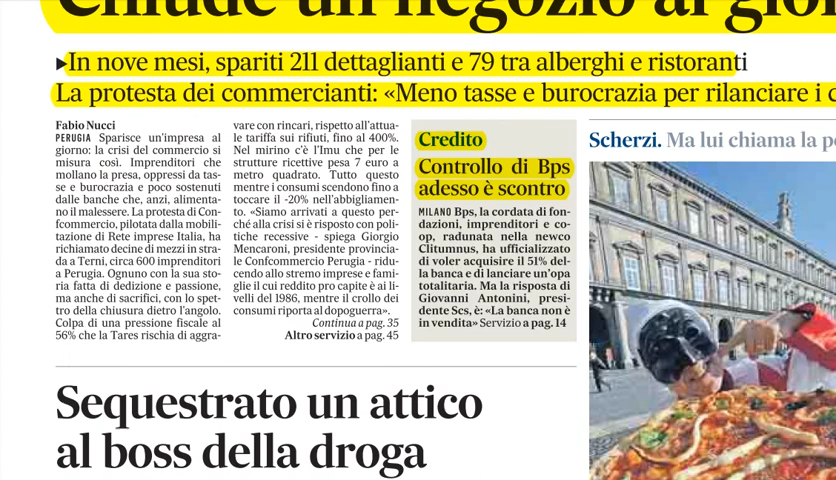 Chiude un negozio al gior
▸In nove mesi, spariti 211 dettaglianti e 79 tra alberghi e ristoranti
La protesta dei commercianti: «Meno tasse e burocrazia per rilanciare i c
Fabio Nucci
PERUGIA Sparisce un'impresa al
giorno: la crisi del commercio si
misura così. Imprenditori che
mollano la presa, oppressi da tas-
se e burocrazia e poco sostenuti
dalle banche che, anzi, alimenta-
no il malessere. La protesta di Con-
fcommercio, pilotata dalla mobili-
tazione di Rete imprese Italia, ha
richiamato decine di mezzi in stra-
da a Terni, circa 600 imprenditori
a Perugia. Ognuno con la sua sto-
ria fatta di dedizione e passione,
ma anche di sacrifici, con lo spet-
tro della chiusura dietro l'angolo.
Colpa di una pressione fiscale al
56% che la Tares rischia di aggra-
vare con rincari, rispetto all'attua-
le tariffa sui rifiuti, fino al 400%.
Nel mirino c'è l'Imu che per le
strutture ricettive pesa 7 euro a
metro quadrato. Tutto questo
mentre i consumi scendono fino a
toccare il -20% nell'abbigliamen-
to. «Siamo arrivati a questo per-
ché alla crisi si è risposto con poli-
tiche recessive - spiega Giorgio
Mencaroni, presidente provincia-
le Confcommercio Perugia - ridu-
cendo allo stremo imprese e fami-
glie il cui reddito pro capite è ai li-
velli del 1986, mentre il crollo dei
consumi riporta al dopoguerra».
Continua a pag. 35
Altro servizio a pag. 45
Credito
Controllo di Bps
adesso è scontro
MILANO Bps, la cordata di fon-
dazioni, imprenditori e co-
op, radunata nella newco
Clitumnus, ha ufficializzato
di voler acquisire il 51% del-
la banca e di lanciare un'opa
totalitaria. Ma la risposta di
Giovanni Antonini, presi-
dente Scs, è: «La banca non è
in vendita» Servizio a pag. 14
Scherzi. Ma lui chiama la p
Sequestrato un attico
al boss della droga